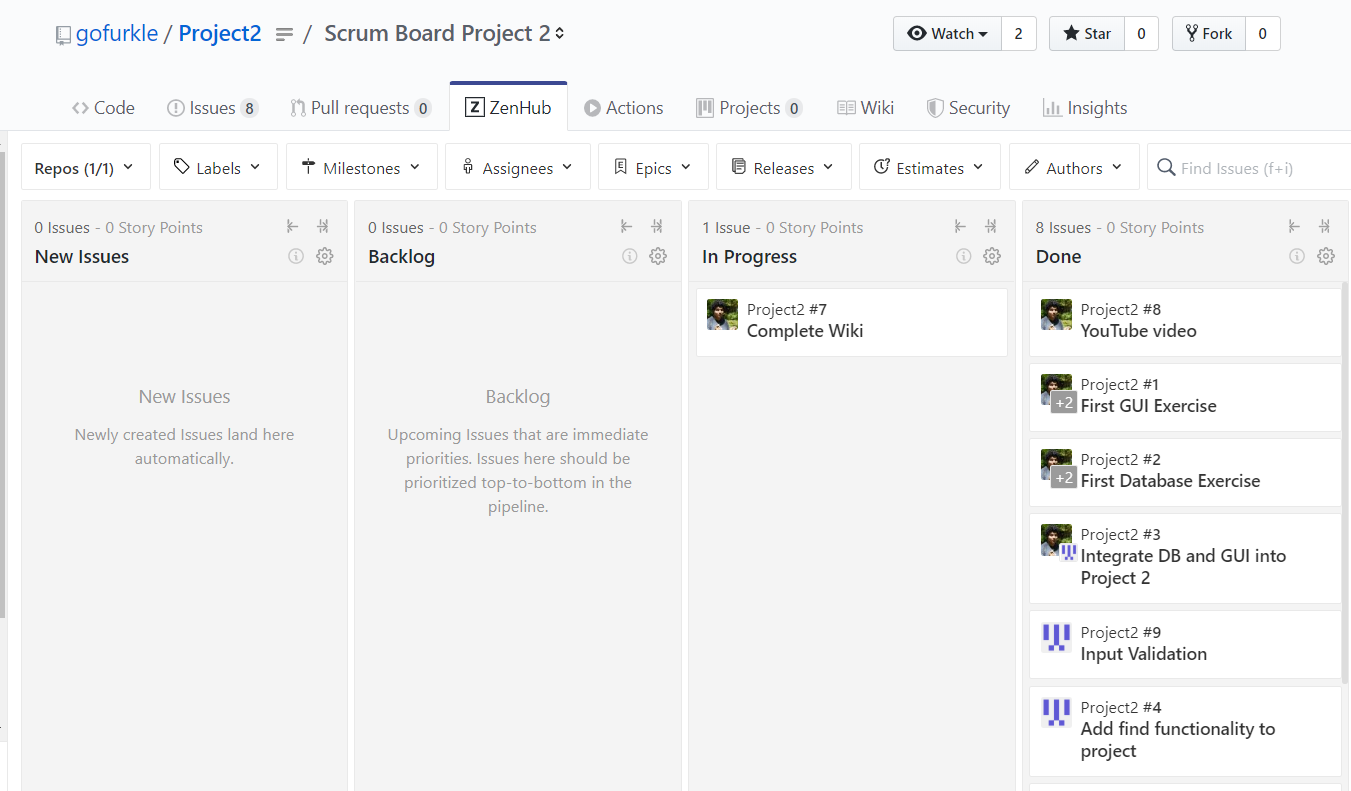 gofurkle / Project2 / Scrum Board Project 2
Watch 2 Star 0 Fork 0
Code Issues 8 Pull requests 0 ZenHub Actions Projects 0 Wiki Security Insights
Repos (1/1) Labels Milestones Assignees Epics Releases Estimates Authors Find Issues (f+i)
0 Issues - 0 Story Points
New Issues
New Issues
Newly created Issues land here
automatically.
0 Issues - 0 Story Points
Backlog
Backlog
Upcoming Issues that are immediate
priorities. Issues here should be
prioritized top-to-bottom in the
pipeline.
1 Issue - 0 Story Points
In Progress
Project2 #7
Complete Wiki
8 Issues - 0 Story Points
Done
Project2 #8
YouTube video
Project2 #1
+2 First GUI Exercise
Project2 #2
+2 First Database Exercise
Project2 #3
Integrate DB and GUI into
Project 2
Project2 #9
Input Validation
Project2 #4
Add find functionality to
project